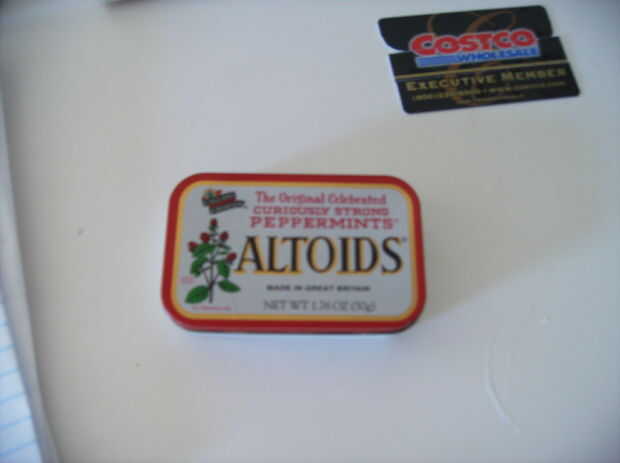 COSTCO
WHOLESALE
EXECUTIVE MEMBER
The Original Celebrated
CURIOUSLY STRONG
PEPPERMINTS
ALTOIDS
MADE IN GREAT BRITAIN
NET WT 1.76 OZ (50g)